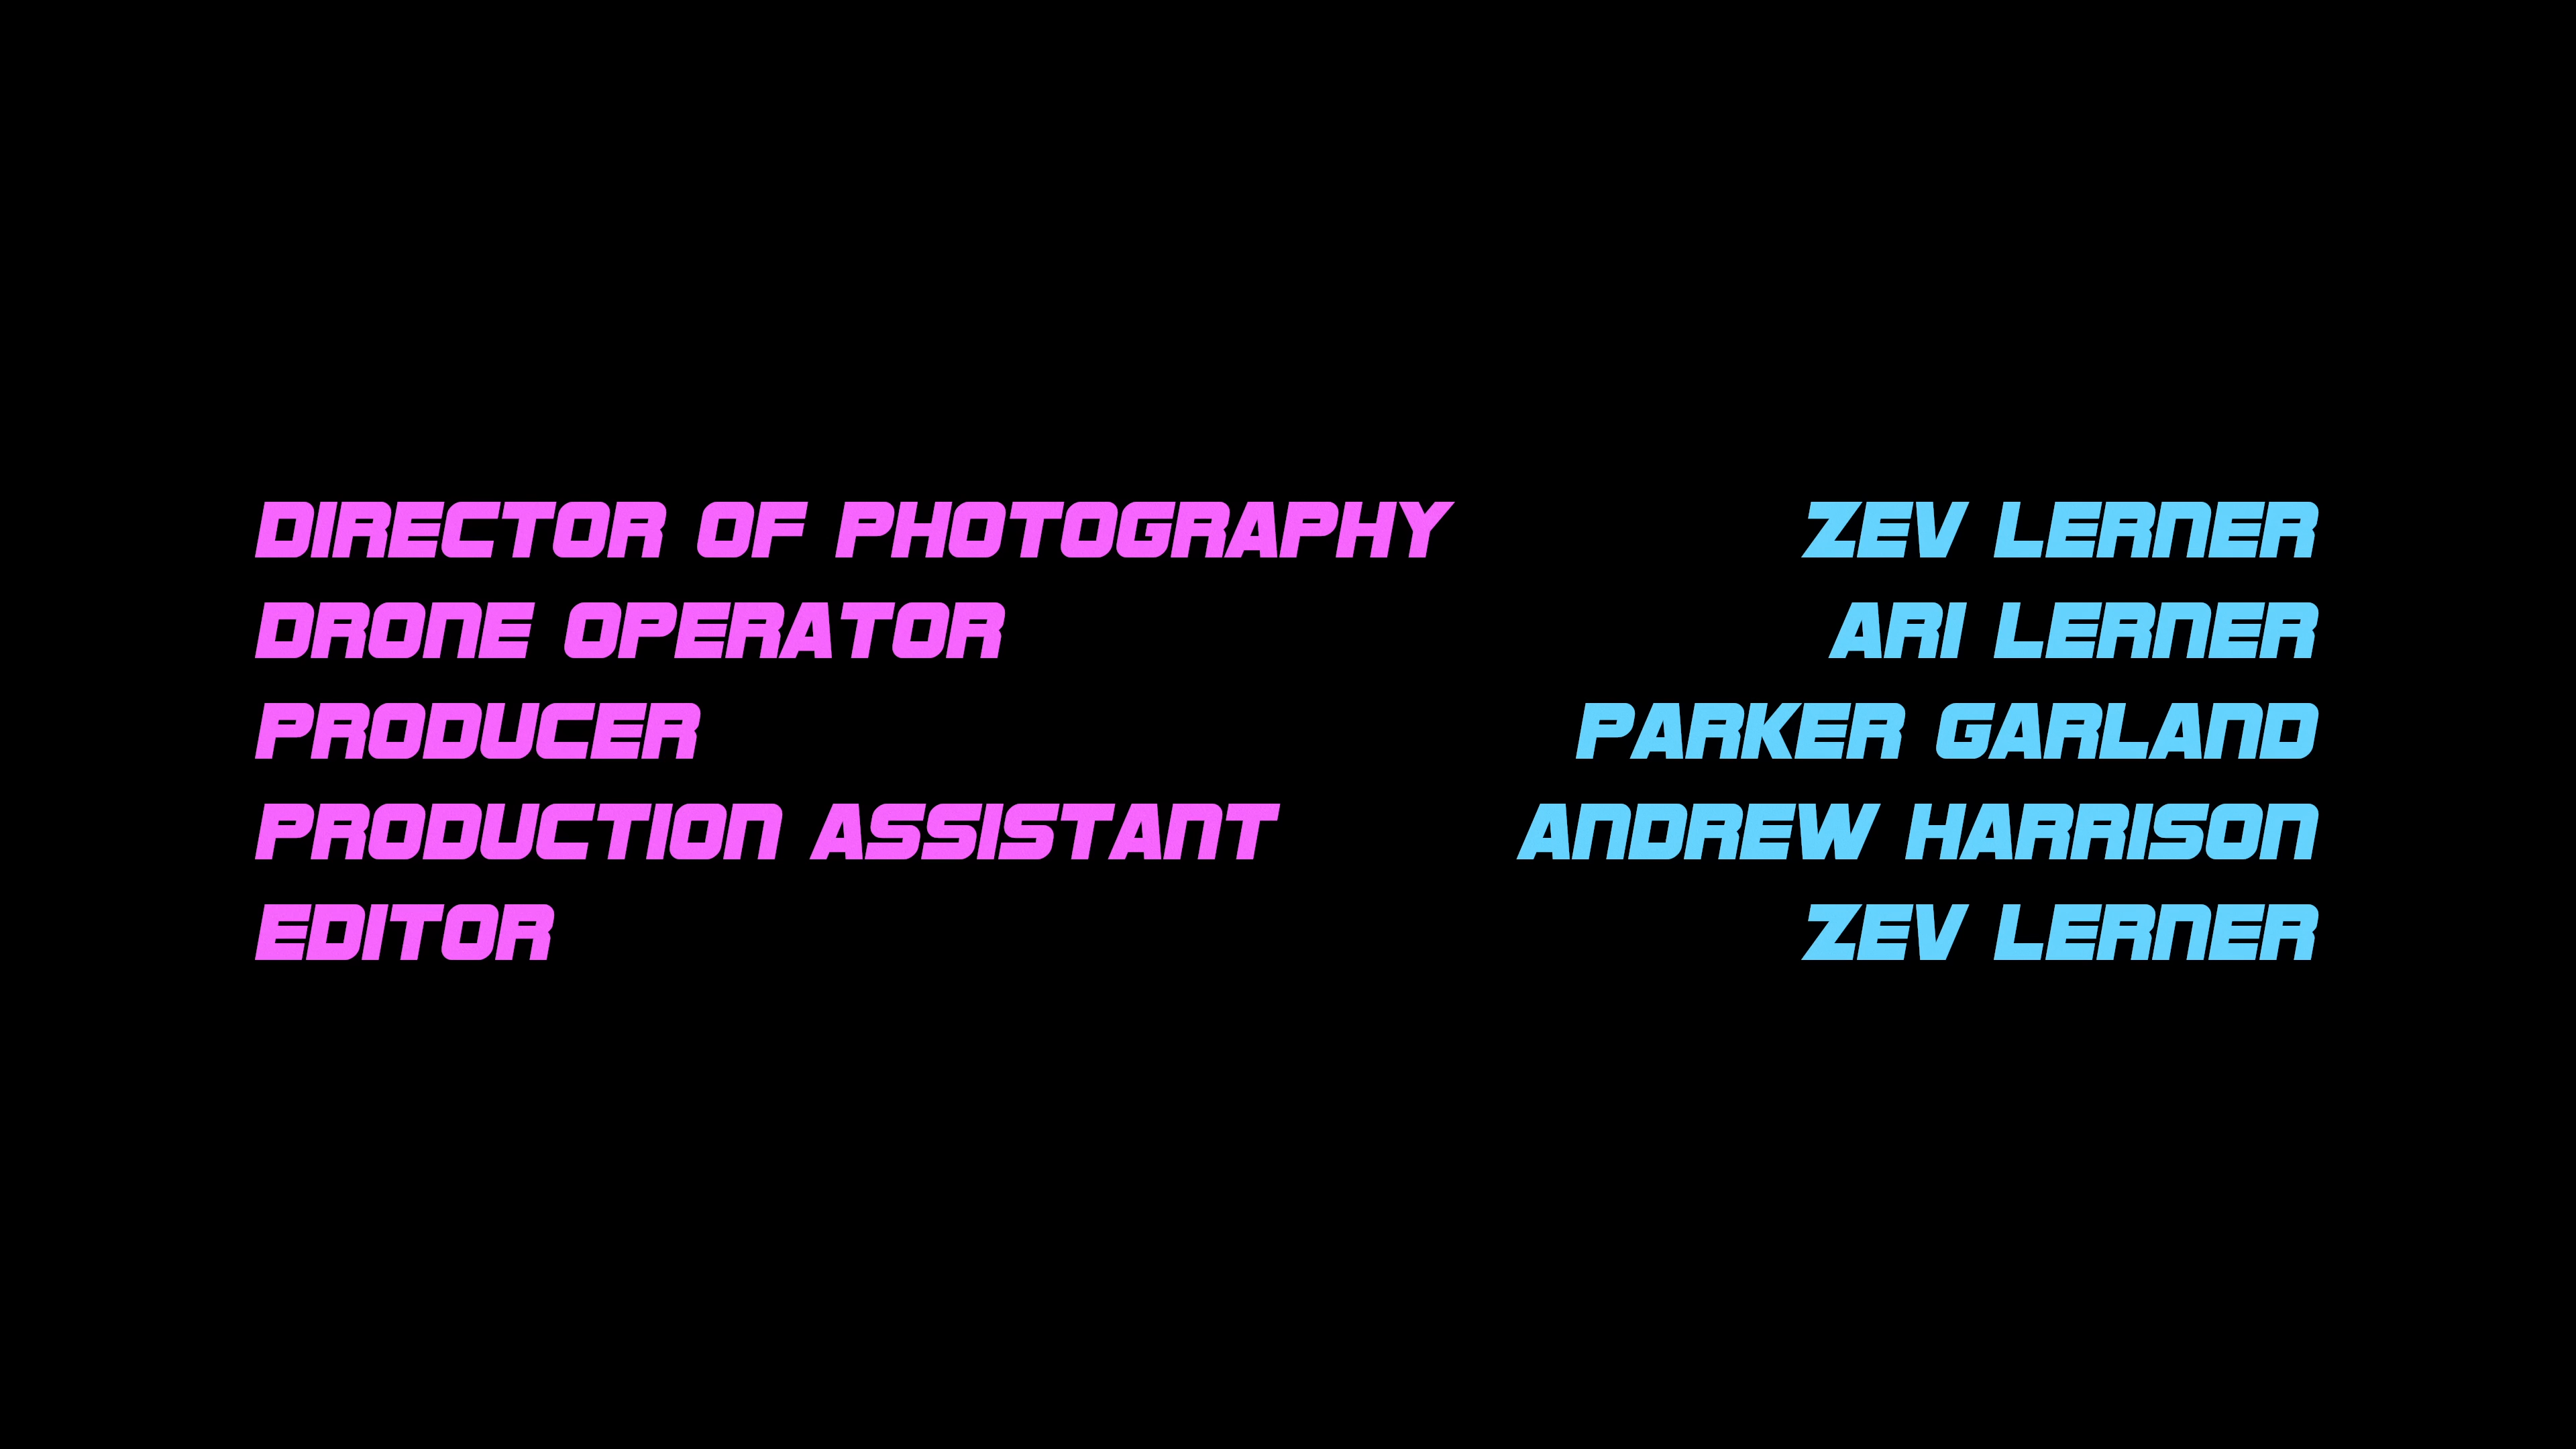 DIRECTOR OF PHOTOGRAPHY ZEV LERNER
DRONE OPERATOR ARI LERNER
PRODUCER PARKER GARLAND
PRODUCTION ASSISTANT ANDREW HARRISON
EDITOR ZEV LERNER